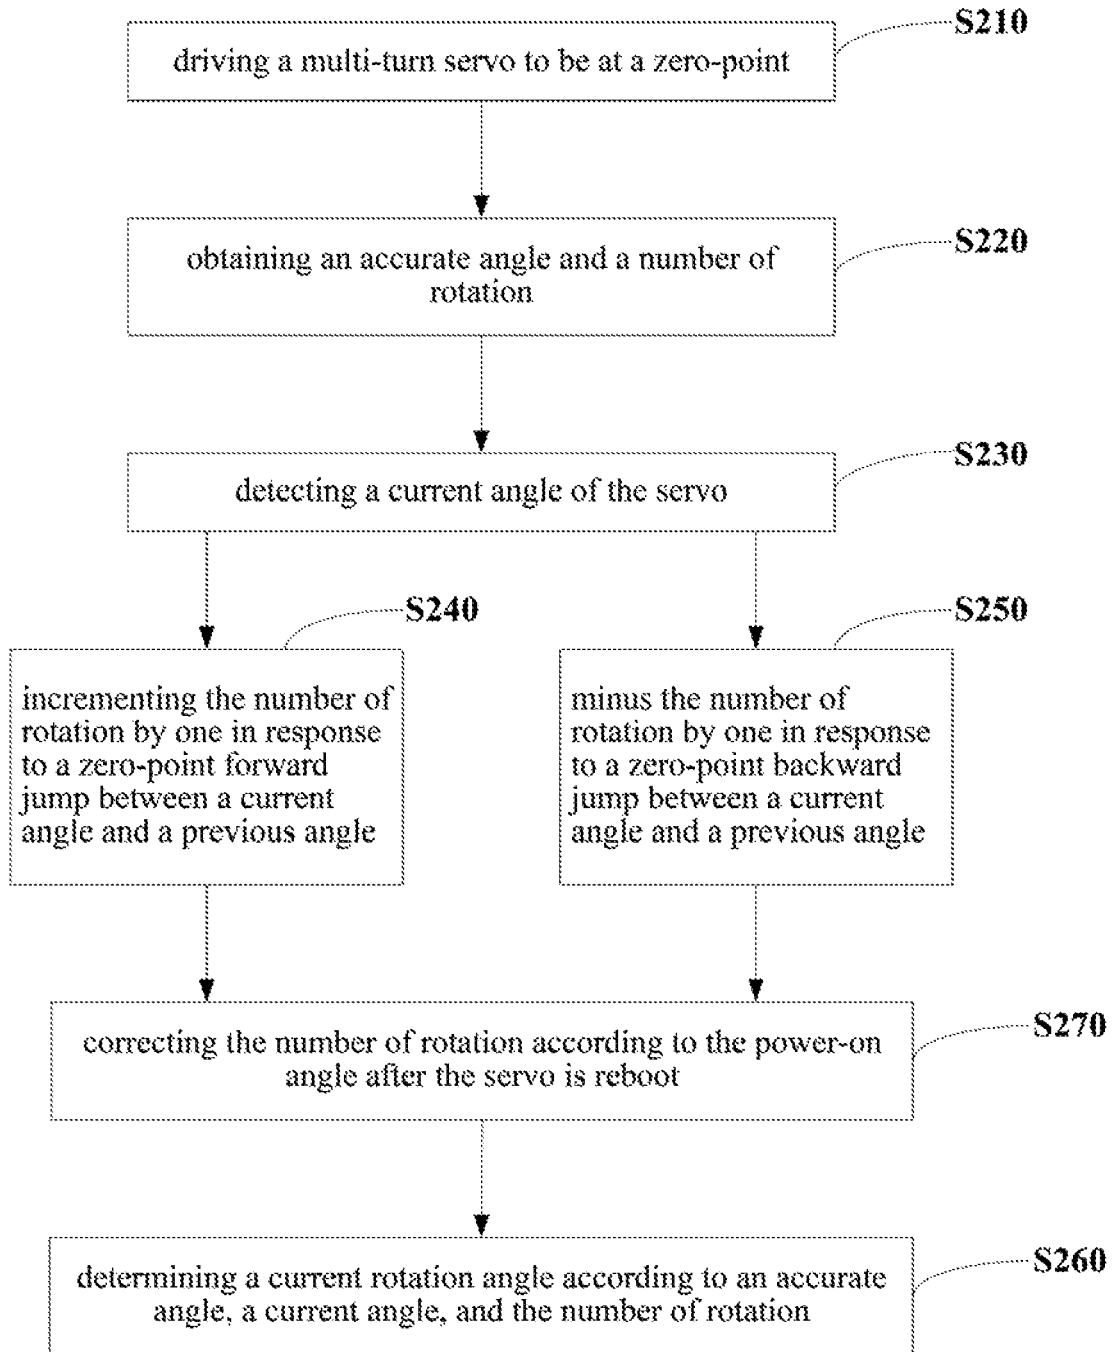 S210
driving a multi-turn servo to be at a zero-point
S220
obtaining an accurate angle and a number of
rotation
S230
detecting a current angle of the servo
S240
incrementing the number of
rotation by one in response
to a zero-point forward
jump between a current
angle and a previous angle
S250
minus the number of
rotation by one in response
to a zero-point backward
jump between a current
angle and a previous angle
S270
correcting the number of rotation according to the power-on
angle after the servo is reboot
S260
determining a current rotation angle according to an accurate
angle, a current angle, and the number of rotation